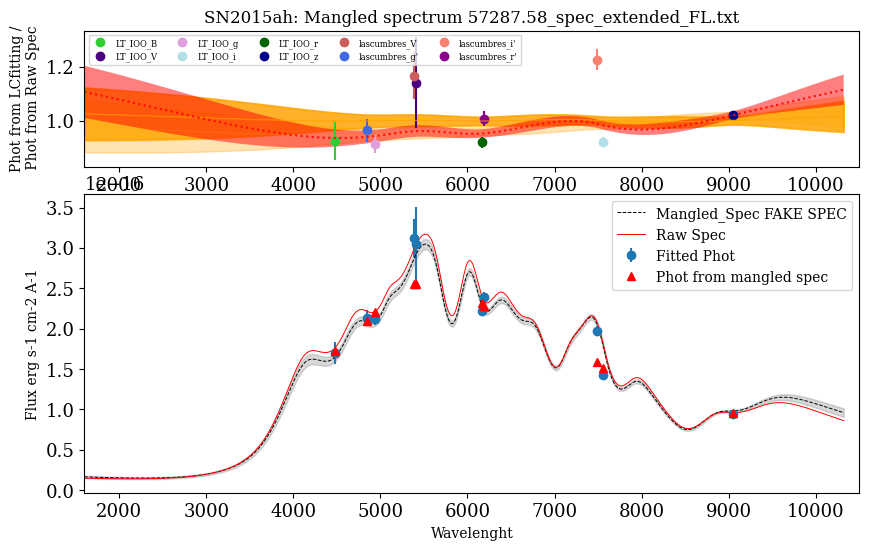 SN2015ah: Mangled spectrum 57287.58_spec_extended_FL.txt
Phot from LCfitting /
Phot from Raw Spec
LT_IOO_B LT_IOO_g LT_IOO_r lascumbres_V lascumbres_i'
LT_IOO_V LT_IOO_i LT_IOO_z lascumbres_g' lascumbres_r'
1.2
1.0
2000 3000 4000 5000 6000 7000 8000 9000 10000
1e−16
Flux erg s-1 cm-2 A-1
3.5
3.0
2.5
2.0
1.5
1.0
0.5
0.0
Mangled_Spec FAKE SPEC
Raw Spec
Fitted Phot
Phot from mangled spec
2000 3000 4000 5000 6000 7000 8000 9000 10000
Wavelenght